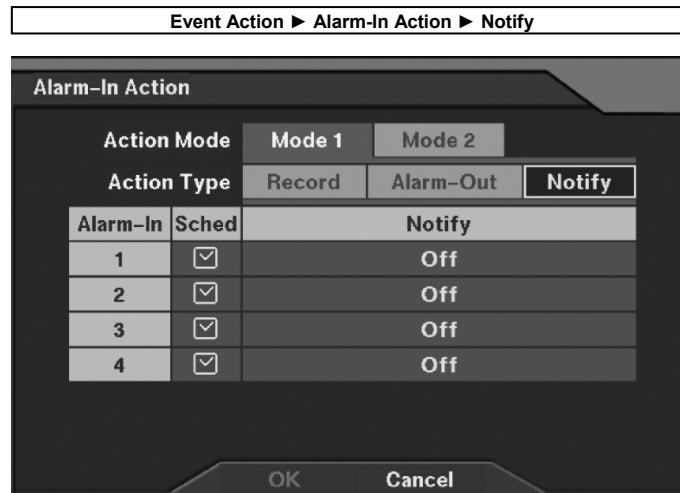 Event Action ► Alarm-In Action ► Notify
Alarm-In Action
Action Mode Mode 1 Mode 2
Action Type Record Alarm-Out Notify
Alarm-In Sched Notify
1 Off
2 Off
3 Off
4 Off
OK Cancel